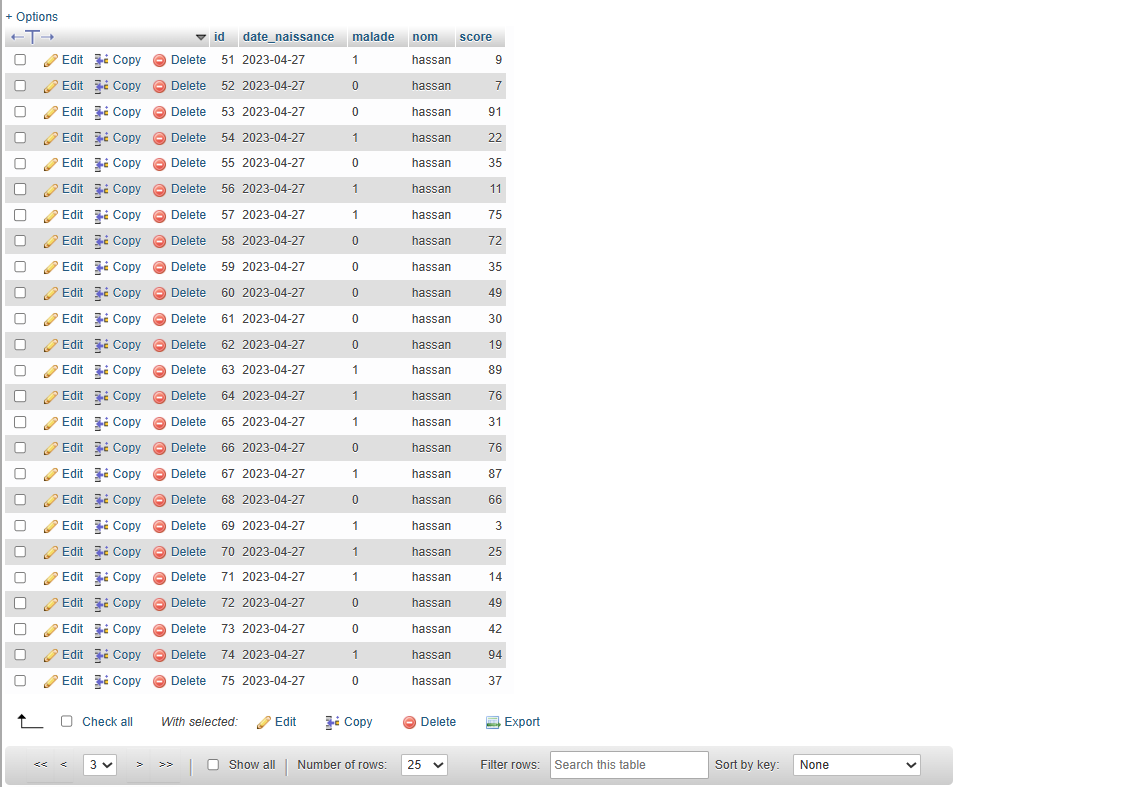 + Options
←T→ id date_naissance malade nom score
Edit Copy Delete 51 2023-04-27 1 hassan 9
Edit Copy Delete 52 2023-04-27 0 hassan 7
Edit Copy Delete 53 2023-04-27 0 hassan 91
Edit Copy Delete 54 2023-04-27 1 hassan 22
Edit Copy Delete 55 2023-04-27 0 hassan 35
Edit Copy Delete 56 2023-04-27 1 hassan 11
Edit Copy Delete 57 2023-04-27 1 hassan 75
Edit Copy Delete 58 2023-04-27 0 hassan 72
Edit Copy Delete 59 2023-04-27 0 hassan 35
Edit Copy Delete 60 2023-04-27 0 hassan 49
Edit Copy Delete 61 2023-04-27 0 hassan 30
Edit Copy Delete 62 2023-04-27 0 hassan 19
Edit Copy Delete 63 2023-04-27 1 hassan 89
Edit Copy Delete 64 2023-04-27 1 hassan 76
Edit Copy Delete 65 2023-04-27 1 hassan 31
Edit Copy Delete 66 2023-04-27 0 hassan 76
Edit Copy Delete 67 2023-04-27 1 hassan 87
Edit Copy Delete 68 2023-04-27 0 hassan 66
Edit Copy Delete 69 2023-04-27 1 hassan 3
Edit Copy Delete 70 2023-04-27 1 hassan 25
Edit Copy Delete 71 2023-04-27 1 hassan 14
Edit Copy Delete 72 2023-04-27 0 hassan 49
Edit Copy Delete 73 2023-04-27 0 hassan 42
Edit Copy Delete 74 2023-04-27 1 hassan 94
Edit Copy Delete 75 2023-04-27 0 hassan 37
Check all With selected: Edit Copy Delete Export
<< < 3 > >> | Show all | Number of rows: 25 Filter rows: Search this table Sort by key: None